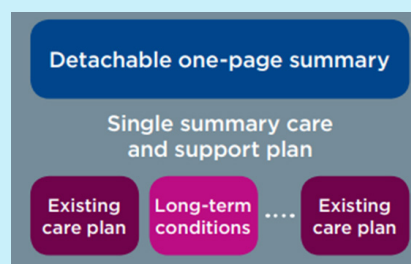 Detachable one-page summary
Single summary care
and support plan
Existing
care plan
Long-term
conditions
....
Existing
care plan